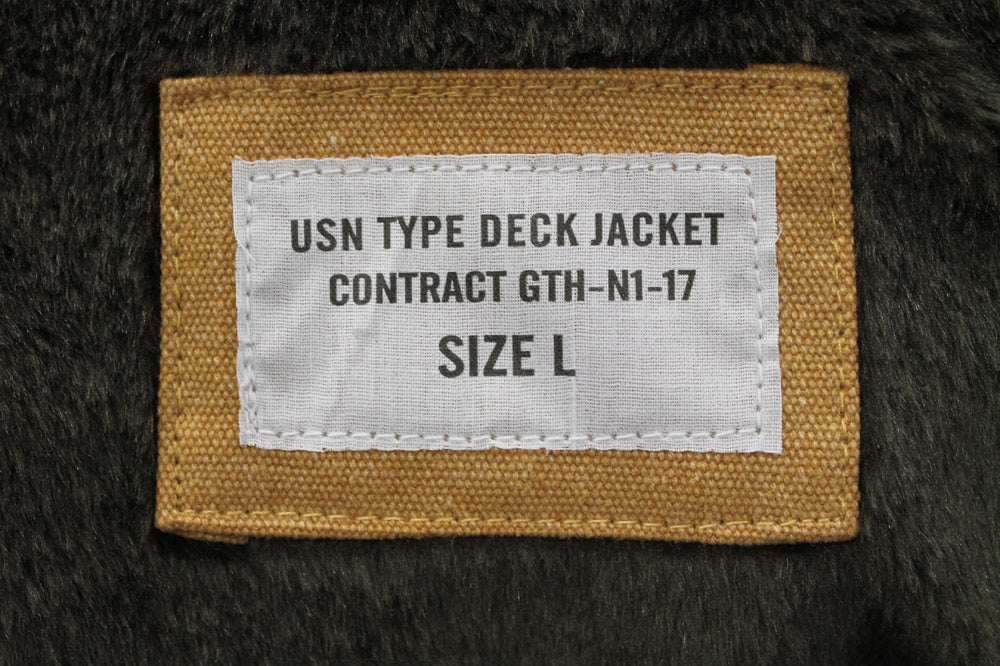 USN TYPE DECK JACKET
CONTRACT GTH-N1-17
SIZE L